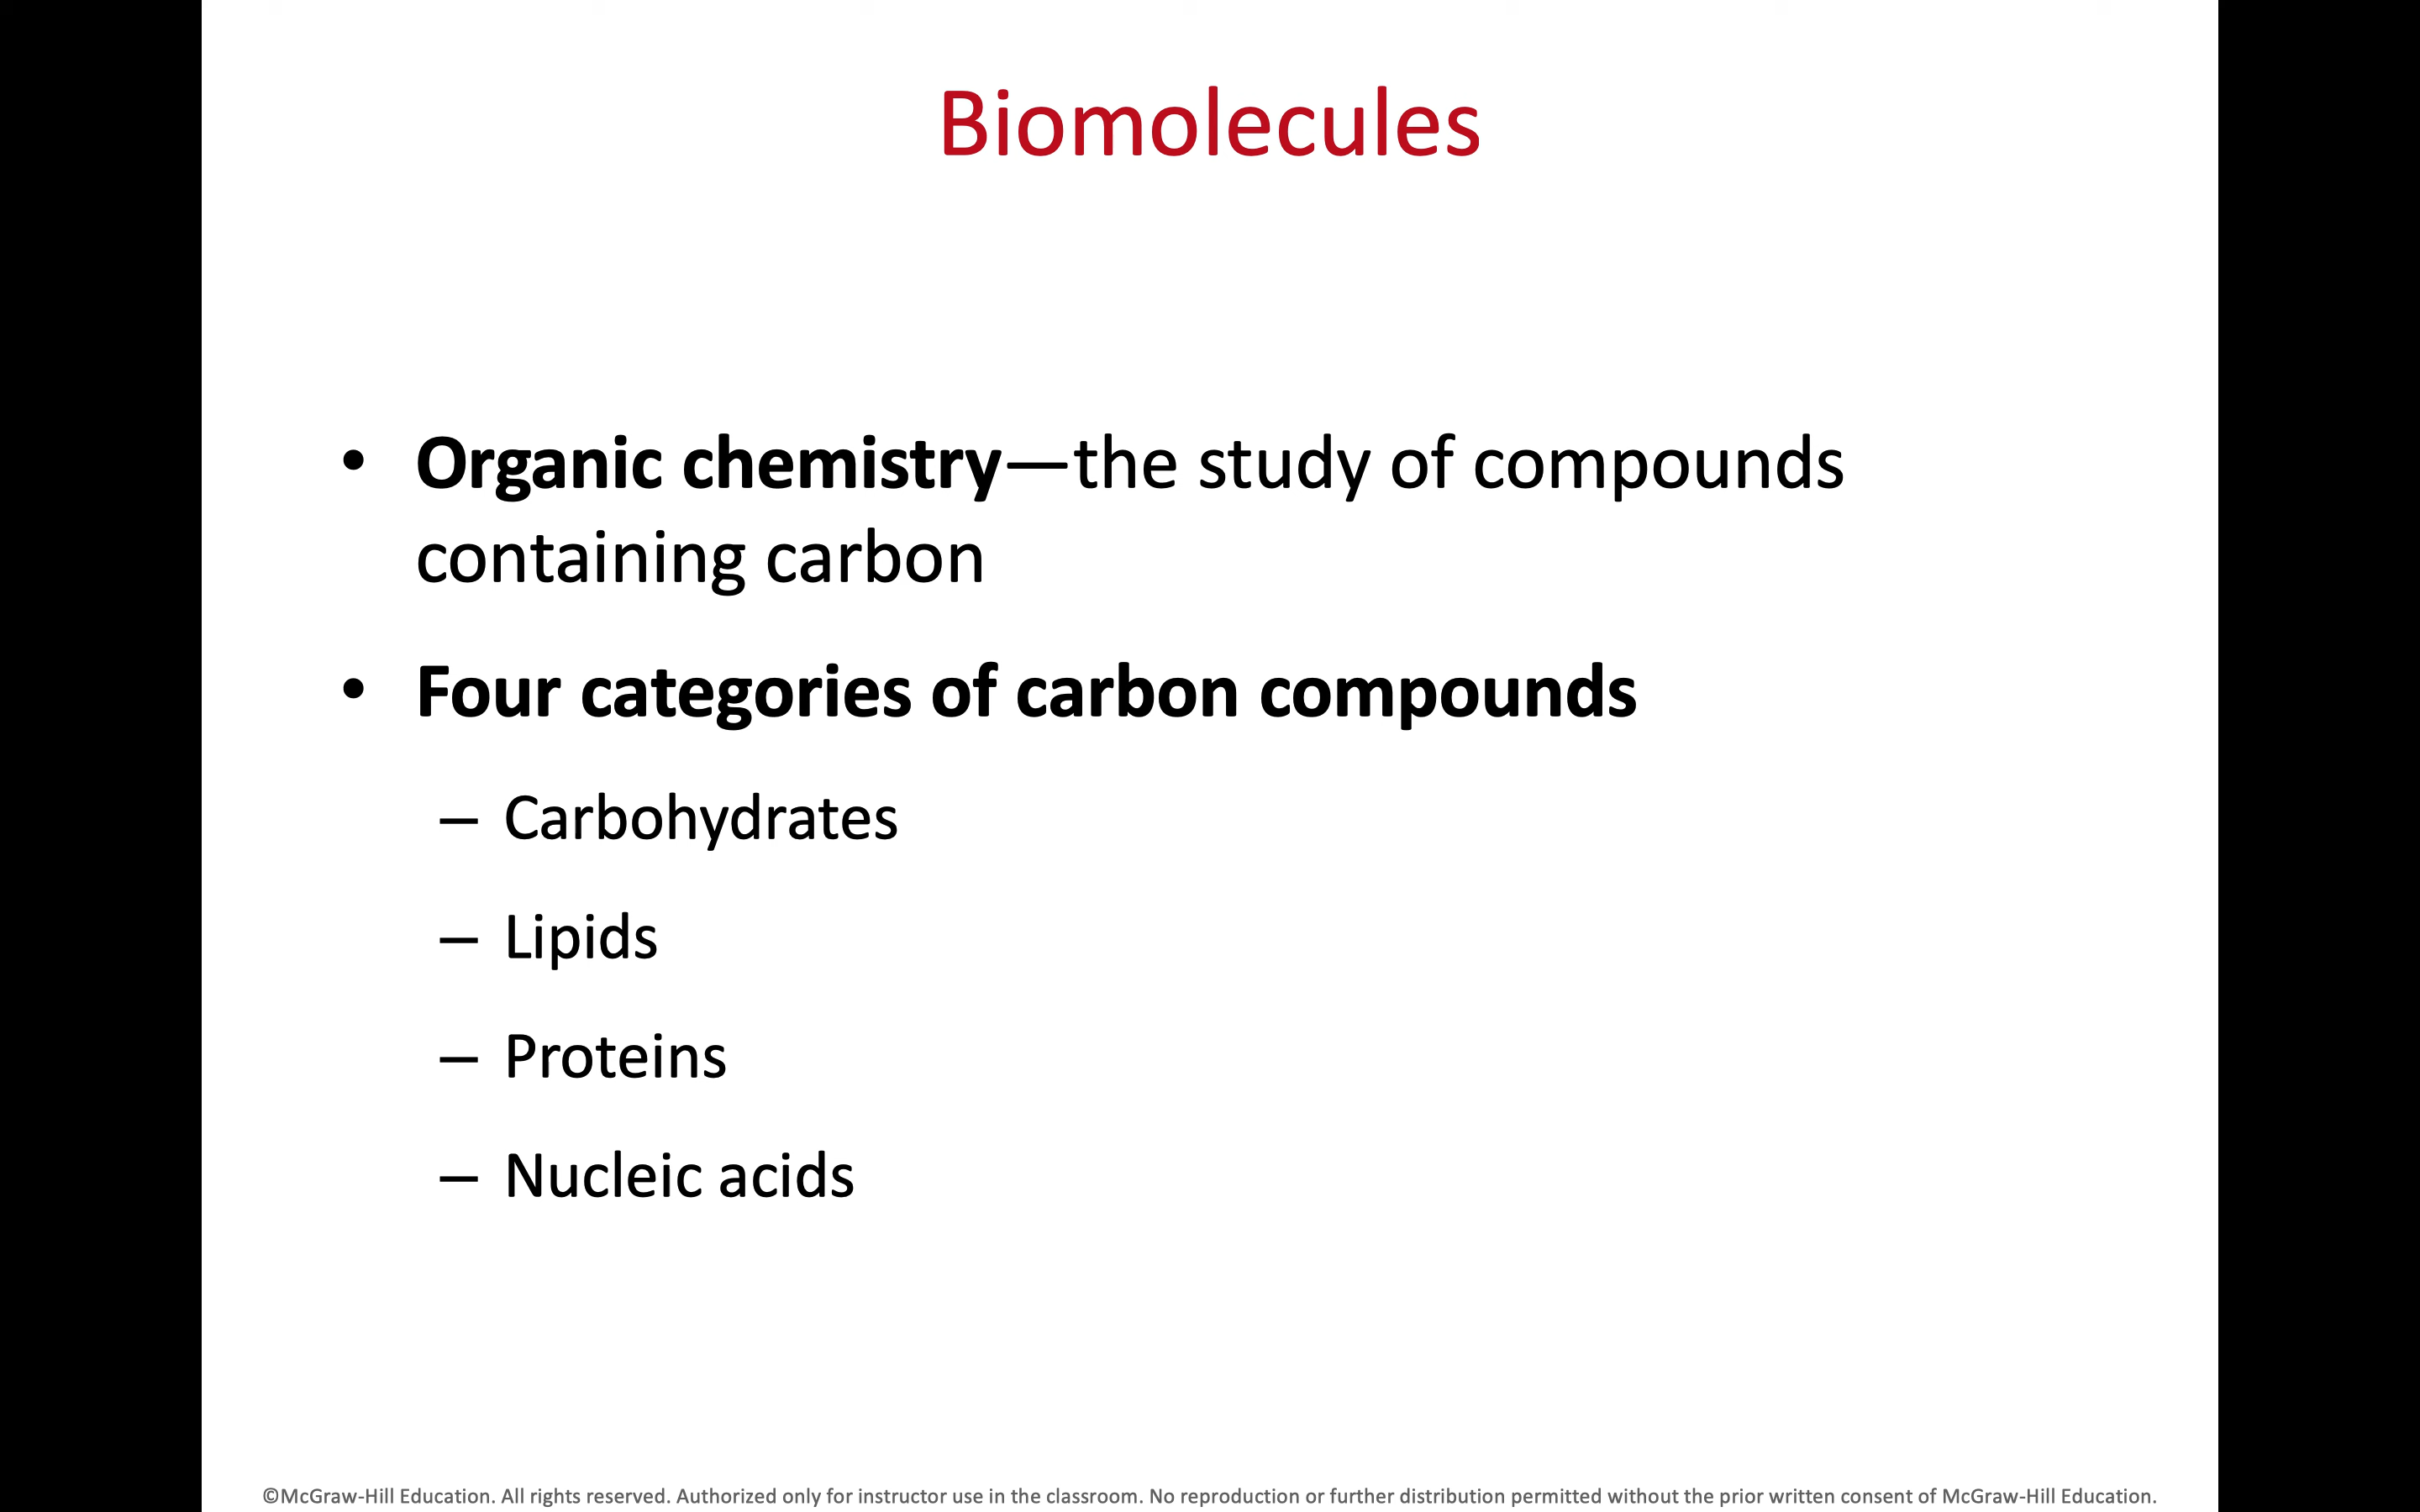 Biomolecules
• Organic chemistry—the study of compounds
containing carbon
• Four categories of carbon compounds
– Carbohydrates
– Lipids
– Proteins
– Nucleic acids
©McGraw-Hill Education. All rights reserved. Authorized only for instructor use in the classroom. No reproduction or further distribution permitted without the prior written consent of McGraw-Hill Education.